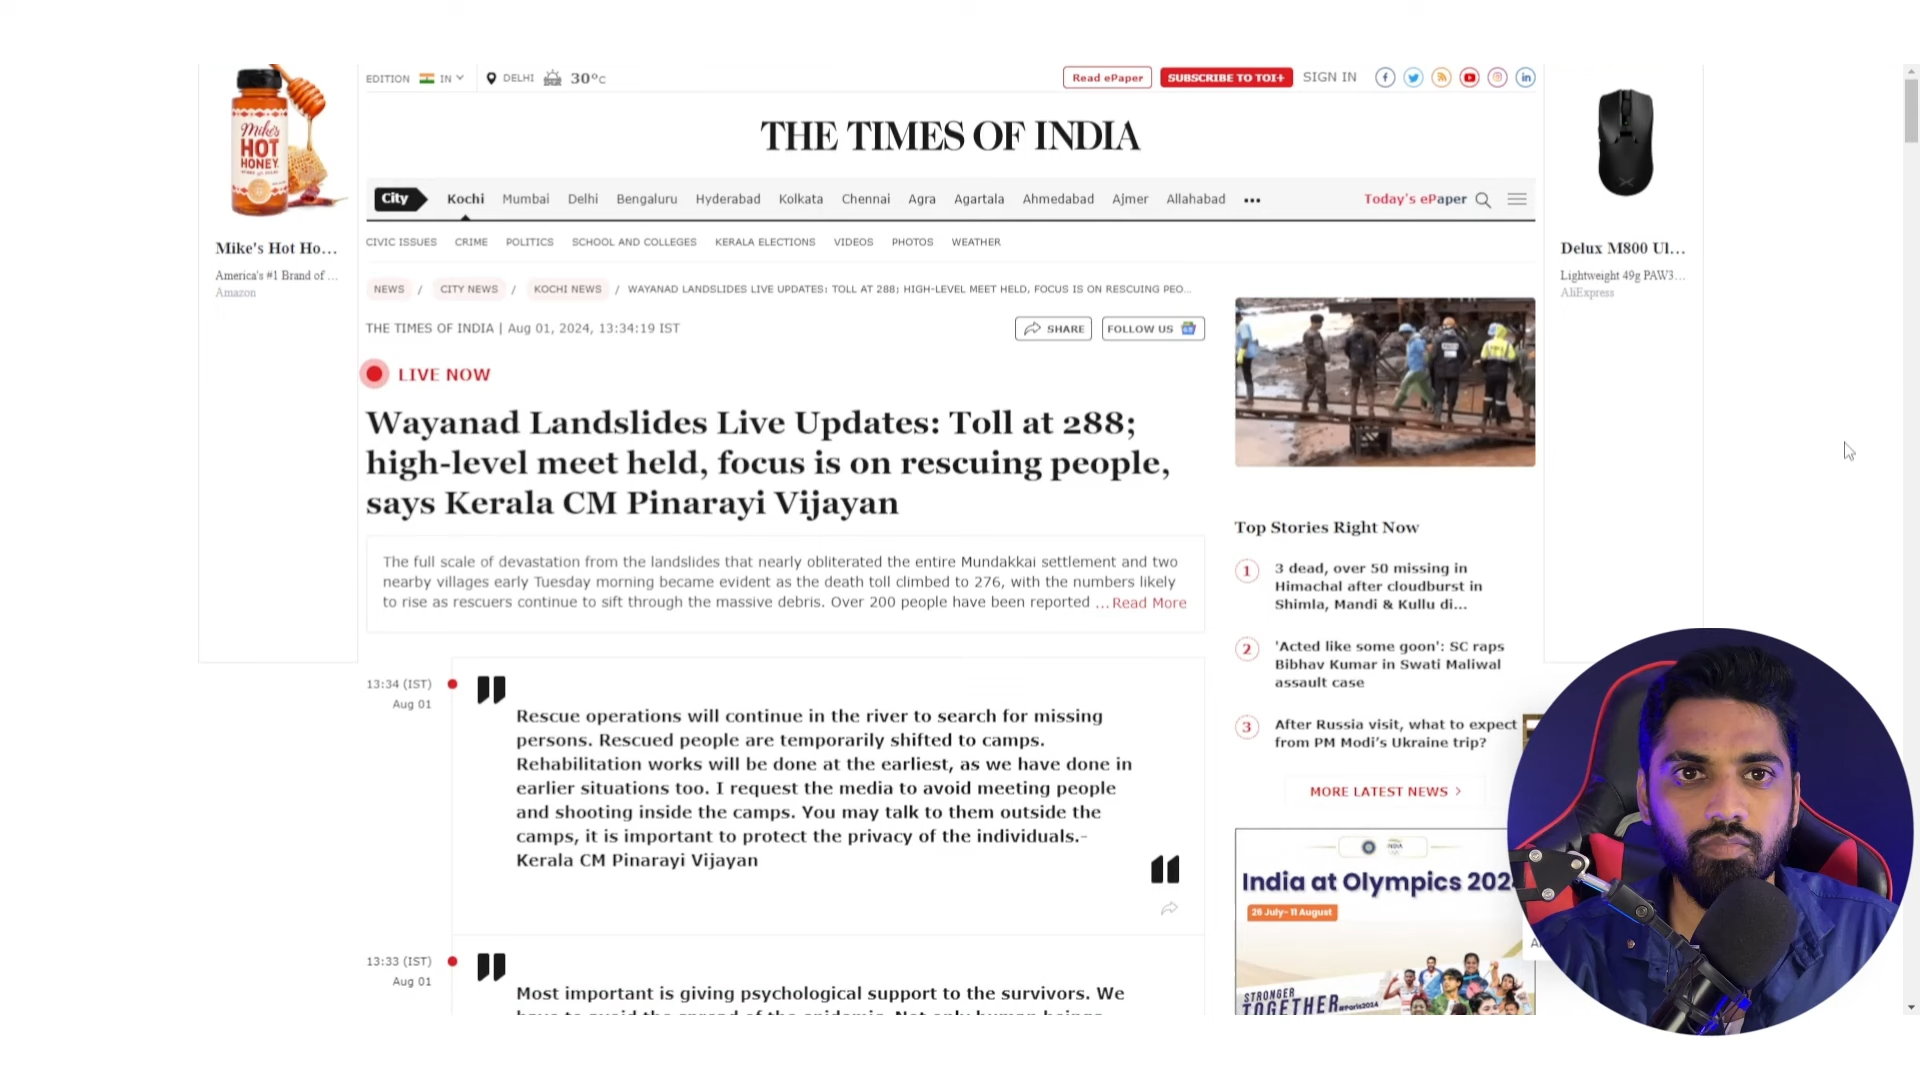 EDITION IN DELHI 30°C
Read ePaper SUBSCRIBE TO TOI+ SIGN IN
THE TIMES OF INDIA
City Kochi Mumbai Delhi Bengaluru Hyderabad Kolkata Chennai Agra Agartala Ahmedabad Ajmer Allahabad ••• Today's ePaper
CIVIC ISSUES CRIME POLITICS SCHOOL AND COLLEGES KERALA ELECTIONS VIDEOS PHOTOS WEATHER
NEWS / CITY NEWS / KOCHI NEWS / WAYANAD LANDSLIDES LIVE UPDATES: TOLL AT 288; HIGH-LEVEL MEET HELD, FOCUS IS ON RESCUING PEO...
THE TIMES OF INDIA | Aug 01, 2024, 13:34:19 IST
SHARE FOLLOW US
LIVE NOW
Wayanad Landslides Live Updates: Toll at 288;
high-level meet held, focus is on rescuing people,
says Kerala CM Pinarayi Vijayan
The full scale of devastation from the landslides that nearly obliterated the entire Mundakkai settlement and two
nearby villages early Tuesday morning became evident as the death toll climbed to 276, with the numbers likely
to rise as rescuers continue to sift through the massive debris. Over 200 people have been reported ... Read More
13:34 (IST)
Aug 01
Rescue operations will continue in the river to search for missing
persons. Rescued people are temporarily shifted to camps.
Rehabilitation works will be done at the earliest, as we have done in
earlier situations too. I request the media to avoid meeting people
and shooting inside the camps. You may talk to them outside the
camps, it is important to protect the privacy of the individuals.-
Kerala CM Pinarayi Vijayan
13:33 (IST)
Aug 01
Most important is giving psychological support to the survivors. We
Mike's
HOT
HONEY
Mike's Hot Ho...
America's #1 Brand of ...
Amazon
Delux M800 Ul...
Lightweight 49g PAW3...
AliExpress
Top Stories Right Now
1 3 dead, over 50 missing in
Himachal after cloudburst in
Shimla, Mandi & Kullu di...
2 'Acted like some goon': SC raps
Bibhav Kumar in Swati Maliwal
assault case
3 After Russia visit, what to expect
from PM Modi's Ukraine trip?
MORE LATEST NEWS >
India at Olympics 202
26 July- 11 August
STRONGER
TOGETHER #Paris2024